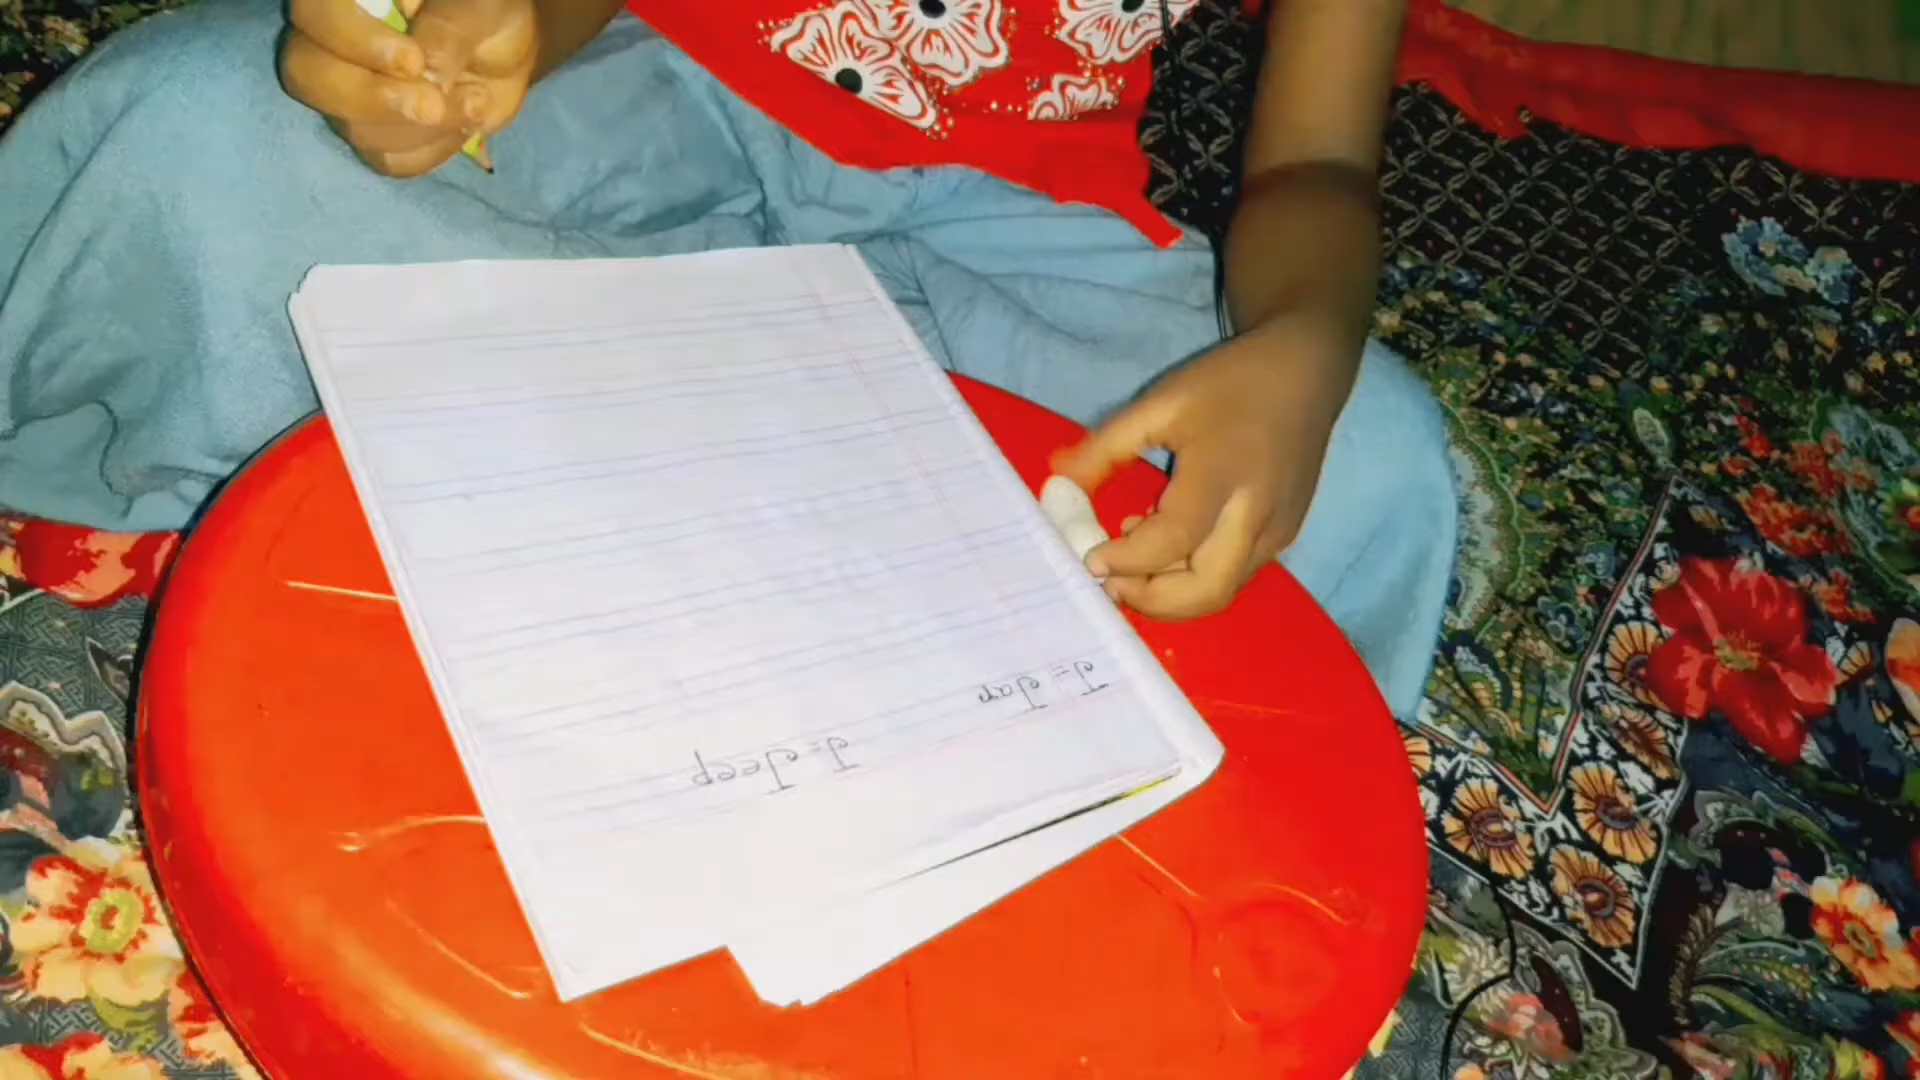 J = Jar
J = Jeep